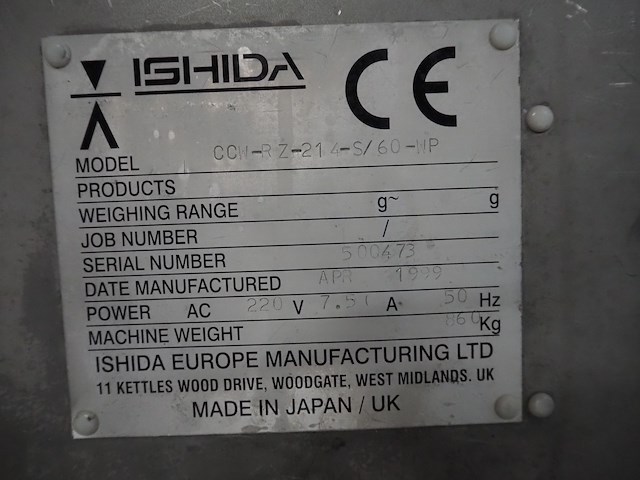 ISHIDA CE
MODEL CCW-RZ-214-S/60-WP
PRODUCTS
WEIGHING RANGE g~ g
JOB NUMBER /
SERIAL NUMBER 500473
DATE MANUFACTURED APR 1999
POWER AC 220 V A 50 Hz
MACHINE WEIGHT 860 Kg
ISHIDA EUROPE MANUFACTURING LTD
11 KETTLES WOOD DRIVE, WOODGATE, WEST MIDLANDS. UK
MADE IN JAPAN / UK